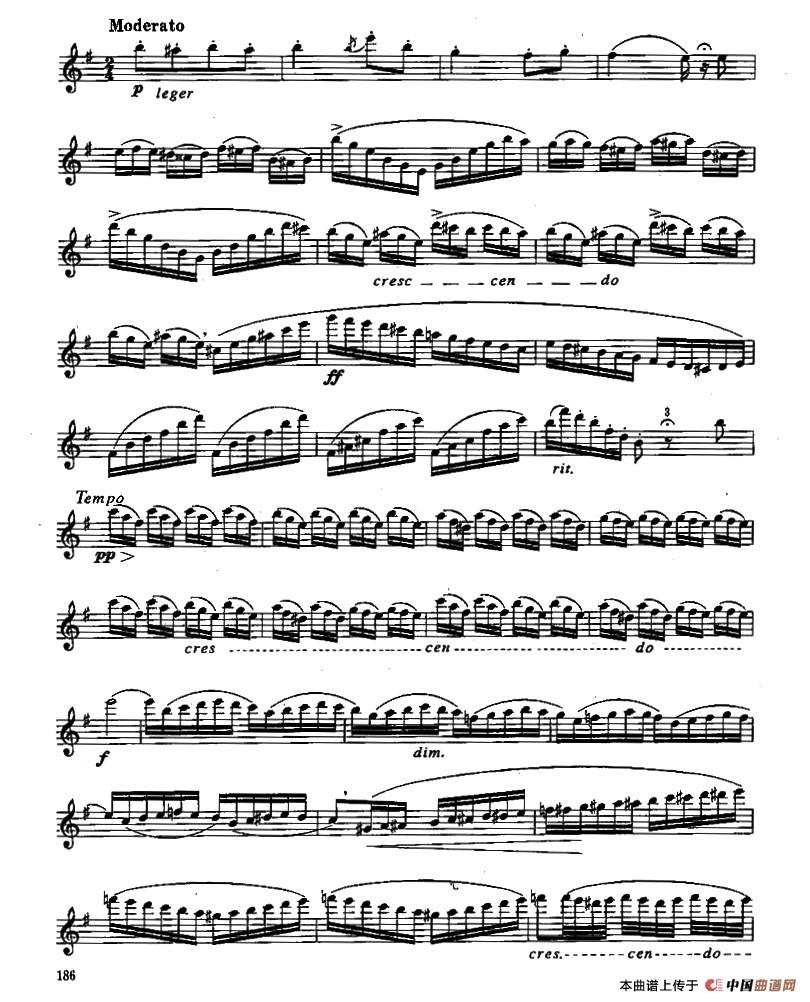 Moderato
2/4
p leger
cresc _ _ _ cen _ _ _ do
ff
3
rit.
Tempo
pp >
cres ---------------- cen ---------------- do -----------
f dim.
cres.------- cen -- do ----
186
本曲谱上传于 中国曲谱网